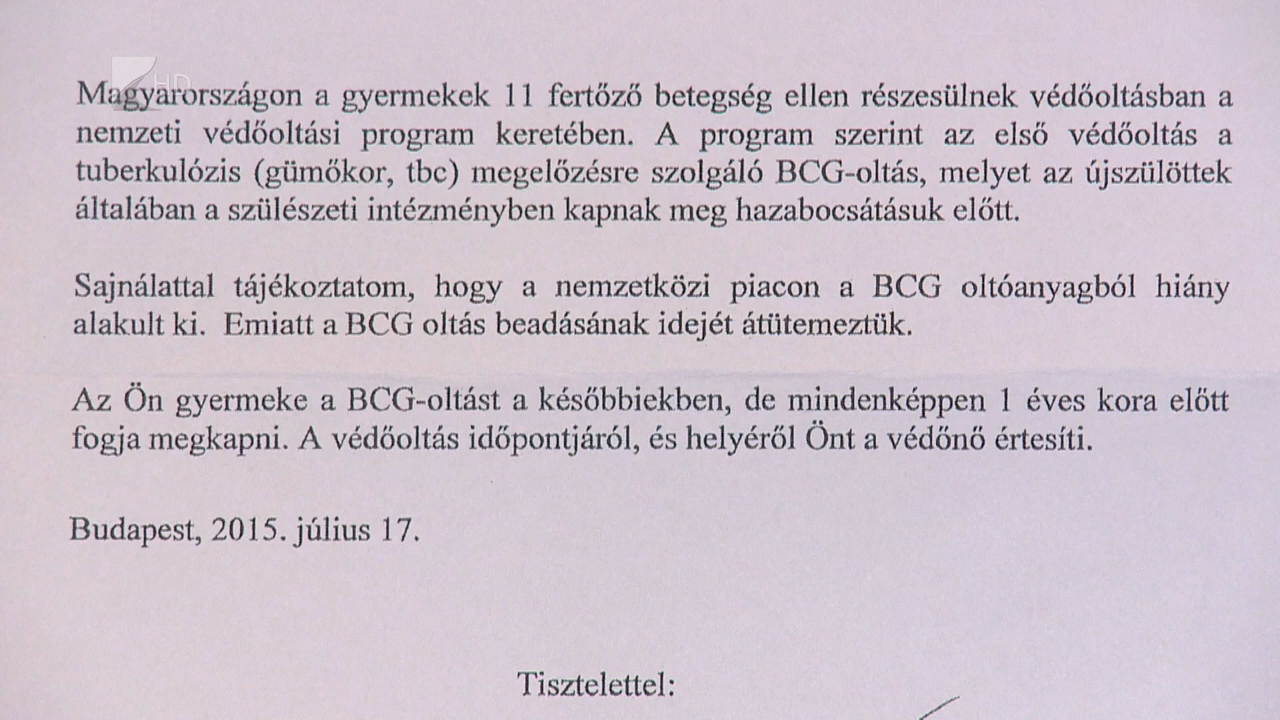 HD
Magyarországon a gyermekek 11 fertőző betegség ellen részesülnek védőoltásban a
nemzeti védőoltási program keretében. A program szerint az első védőoltás a
tuberkulózis (gümőkor, tbc) megelőzésre szolgáló BCG-oltás, melyet az újszülöttek
általában a szülészeti intézményben kapnak meg hazabocsátásuk előtt.
Sajnálattal tájékoztatom, hogy a nemzetközi piacon a BCG oltóanyagból hiány
alakult ki. Emiatt a BCG oltás beadásának idejét átütemeztük.
Az Ön gyermeke a BCG-oltást a későbbiekben, de mindenképpen 1 éves kora előtt
fogja megkapni. A védőoltás időpontjáról, és helyéről Önt a védőnő értesíti.
Budapest, 2015. július 17.
Tisztelettel: